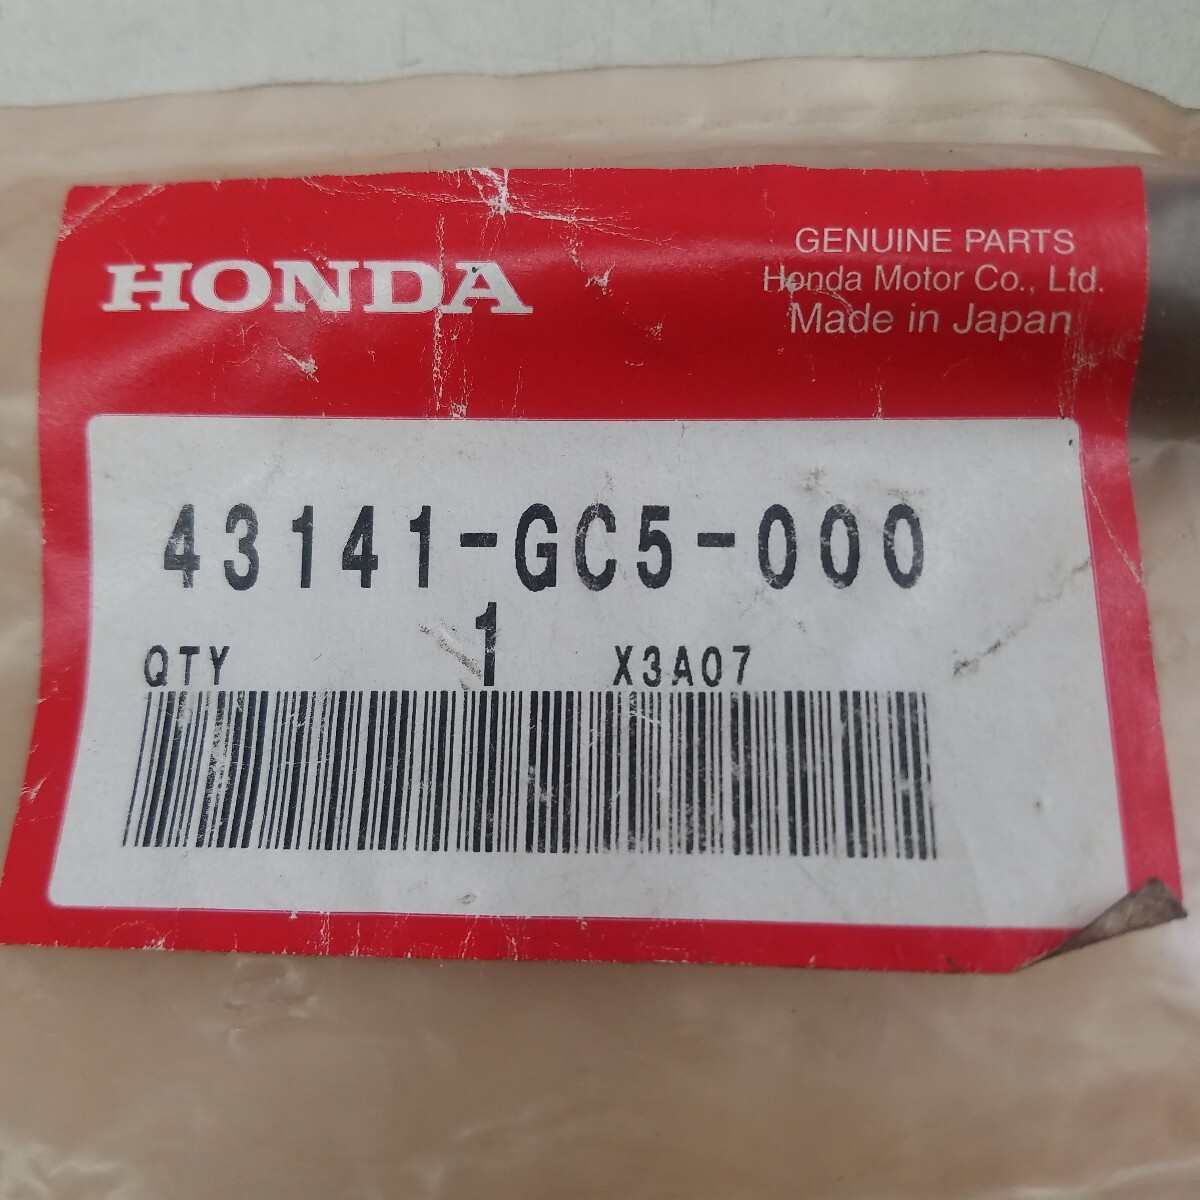 HONDA
GENUINE PARTS
Honda Motor Co., Ltd.
Made in Japan
43141-GC5-000
QTY 1 X3A07